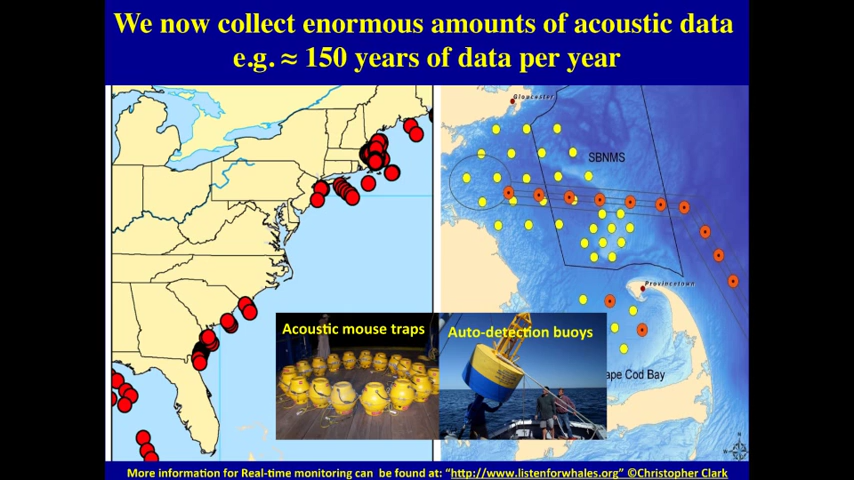 We now collect enormous amounts of acoustic data
e.g. ≈ 150 years of data per year
Gloucester
SBNMS
Provincetown
Acoustic mouse traps
Auto-detection buoys
ape Cod Bay
More information for Real-time monitoring can be found at: “http://www.listenforwhales.org” ©Christopher Clark